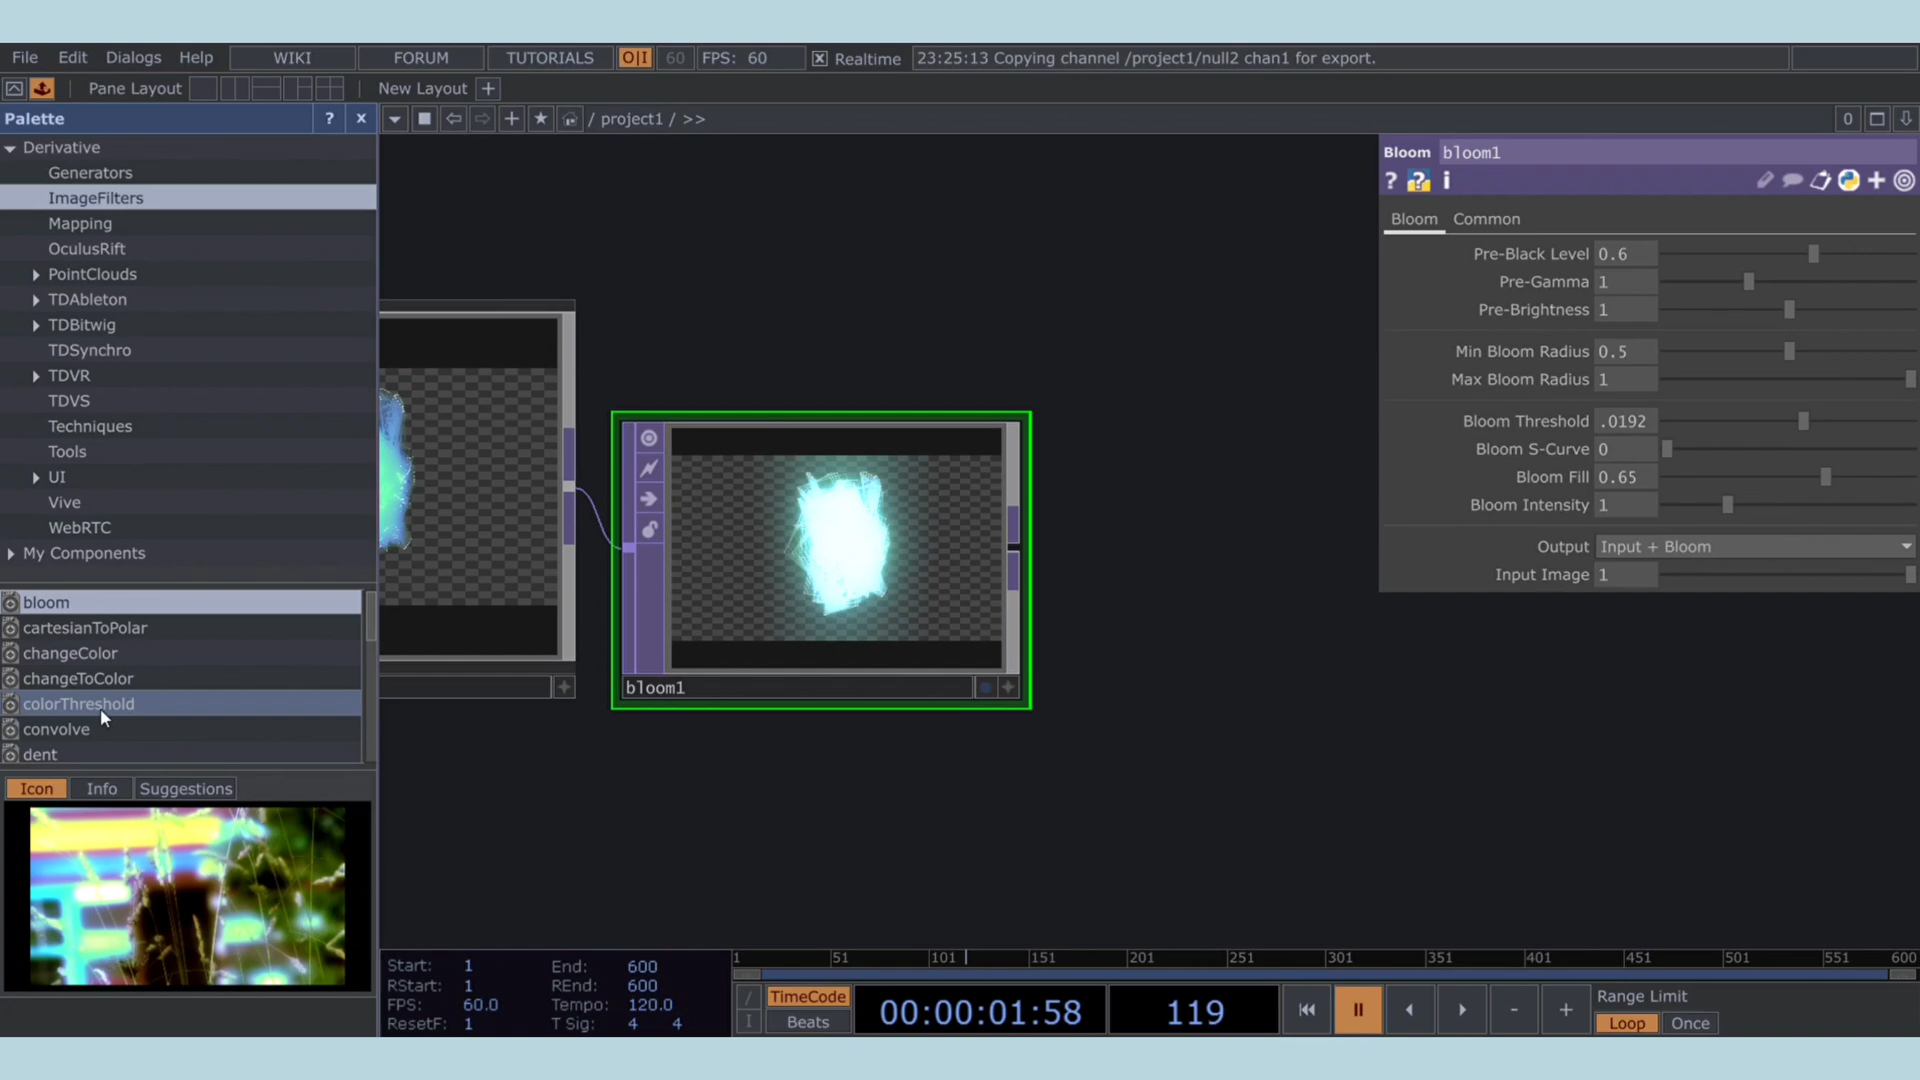 File Edit Dialogs Help WIKI FORUM TUTORIALS O|I 60 FPS: 60 Realtime 23:25:13 Copying channel /project1/null2 chan1 for export.
Pane Layout New Layout +
Palette ? x / project1 / >> 0
Derivative
Generators
ImageFilters
Mapping
OculusRift
PointClouds
TDAbleton
TDBitwig
TDSynchro
TDVR
TDVS
Techniques
Tools
UI
Vive
WebRTC
My Components
bloom
cartesianToPolar
changeColor
changeToColor
colorThreshold
convolve
dent
Icon Info Suggestions
bloom1
Bloom bloom1
? ? i
Bloom Common
Pre-Black Level 0.6
Pre-Gamma 1
Pre-Brightness 1
Min Bloom Radius 0.5
Max Bloom Radius 1
Bloom Threshold .0192
Bloom S-Curve 0
Bloom Fill 0.65
Bloom Intensity 1
Output Input + Bloom
Input Image 1
Start: 1 End: 600
RStart: 1 REnd: 600
FPS: 60.0 Tempo: 120.0
ResetF: 1 T Sig: 4 4
1 51 101 151 201 251 301 351 401 451 501 551 600
/ TimeCode 00:00:01:58 119 - + Range Limit
I Beats Loop Once